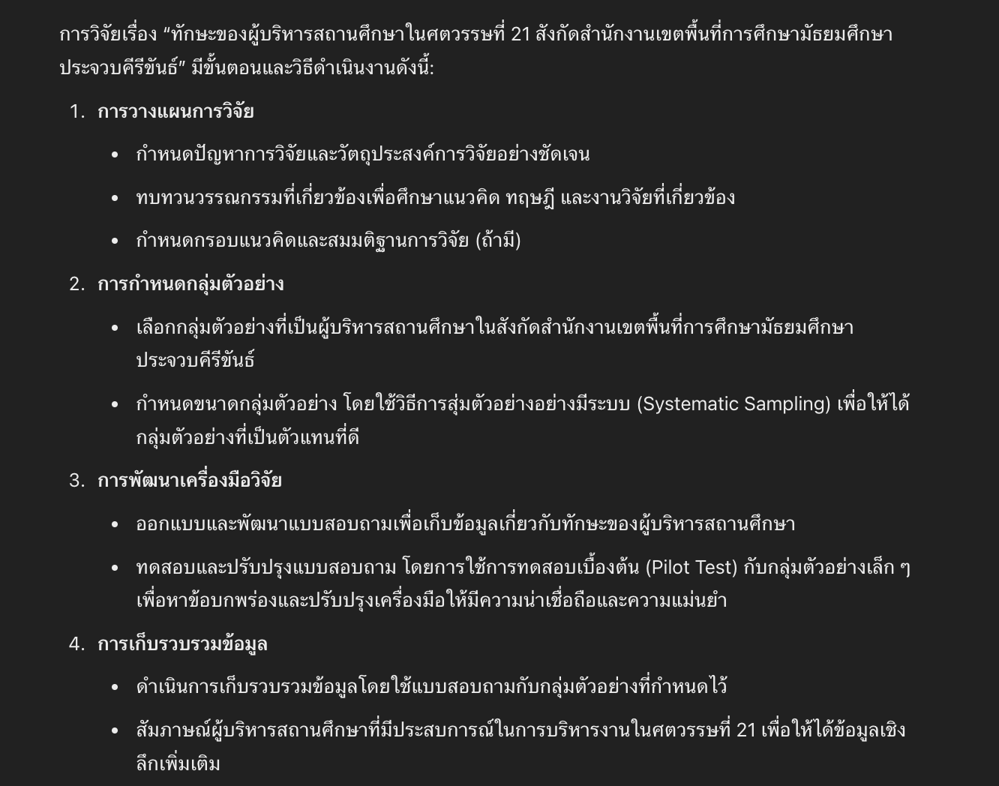 การวิจัยเรื่อง “ทักษะของผู้บริหารสถานศึกษาในศตวรรษที่ 21 สังกัดสำนักงานเขตพื้นที่การศึกษามัธยมศึกษา
ประจวบคีรีขันธ์” มีขั้นตอนและวิธีดำเนินงานดังนี้:
1. การวางแผนการวิจัย
• กำหนดปัญหาการวิจัยและวัตถุประสงค์การวิจัยอย่างชัดเจน
• ทบทวนวรรณกรรมที่เกี่ยวข้องเพื่อศึกษาแนวคิด ทฤษฎี และงานวิจัยที่เกี่ยวข้อง
• กำหนดกรอบแนวคิดและสมมติฐานการวิจัย (ถ้ามี)
2. การกำหนดกลุ่มตัวอย่าง
• เลือกกลุ่มตัวอย่างที่เป็นผู้บริหารสถานศึกษาในสังกัดสำนักงานเขตพื้นที่การศึกษามัธยมศึกษา
ประจวบคีรีขันธ์
• กำหนดขนาดกลุ่มตัวอย่าง โดยใช้วิธีการสุ่มตัวอย่างอย่างมีระบบ (Systematic Sampling) เพื่อให้ได้
กลุ่มตัวอย่างที่เป็นตัวแทนที่ดี
3. การพัฒนาเครื่องมือวิจัย
• ออกแบบและพัฒนาแบบสอบถามเพื่อเก็บข้อมูลเกี่ยวกับทักษะของผู้บริหารสถานศึกษา
• ทดสอบและปรับปรุงแบบสอบถาม โดยการใช้การทดสอบเบื้องต้น (Pilot Test) กับกลุ่มตัวอย่างเล็ก ๆ
เพื่อหาข้อบกพร่องและปรับปรุงเครื่องมือให้มีความน่าเชื่อถือและความแม่นยำ
4. การเก็บรวบรวมข้อมูล
• ดำเนินการเก็บรวบรวมข้อมูลโดยใช้แบบสอบถามกับกลุ่มตัวอย่างที่กำหนดไว้
• สัมภาษณ์ผู้บริหารสถานศึกษาที่มีประสบการณ์ในการบริหารงานในศตวรรษที่ 21 เพื่อให้ได้ข้อมูลเชิง
ลึกเพิ่มเติม